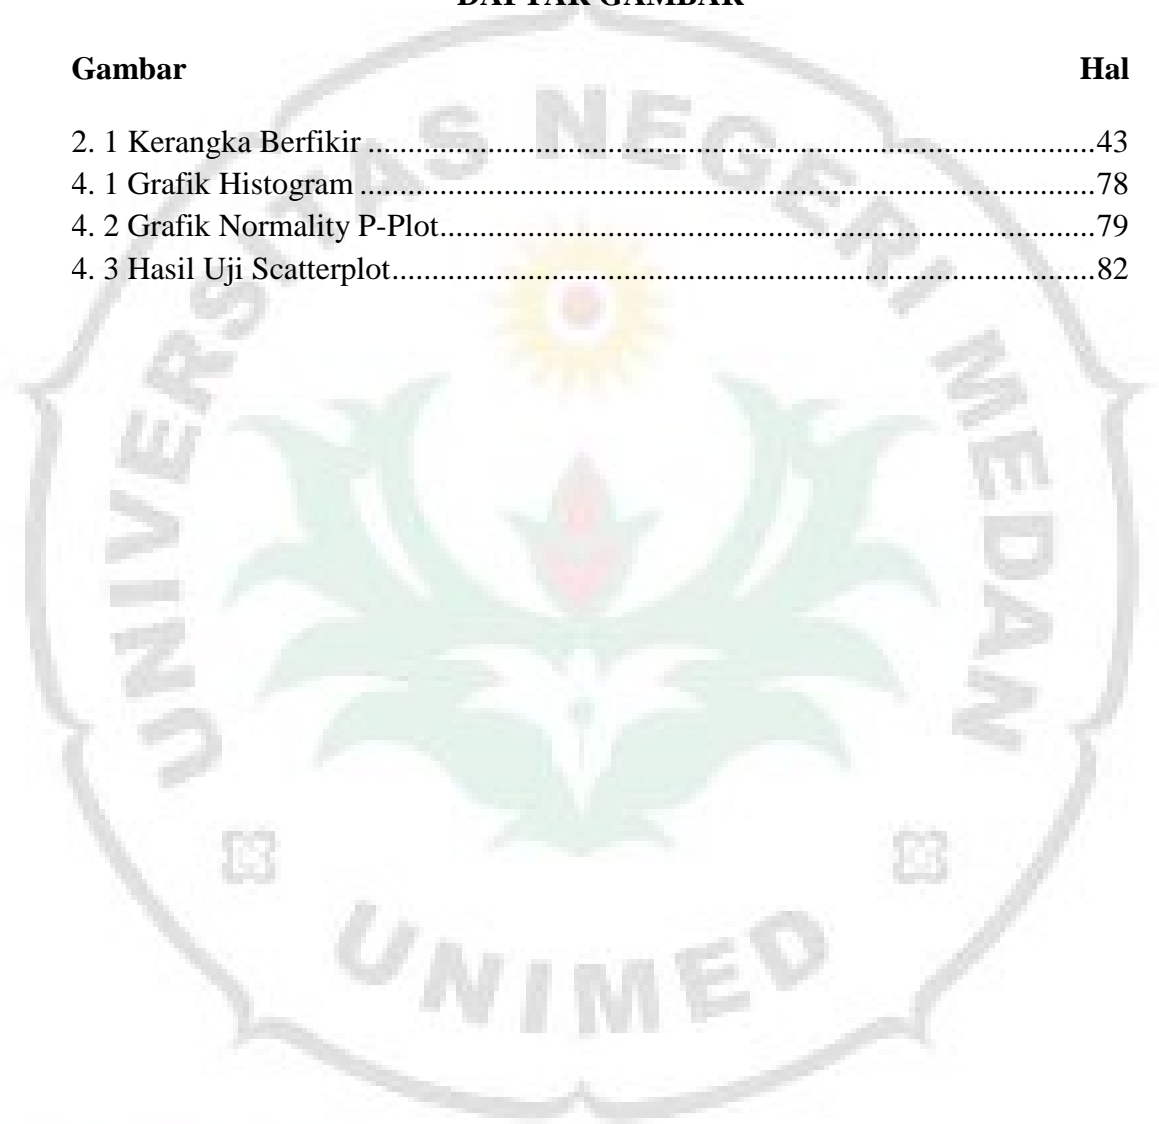 DAFTAR GAMBAR
Gambar Hal
2. 1 Kerangka Berfikir ..........................................................................................43
4. 1 Grafik Histogram ...........................................................................................78
4. 2 Grafik Normality P-Plot.................................................................................79
4. 3 Hasil Uji Scatterplot.......................................................................................82
UNIVERSITAS NEGERI MEDAN
UNIMED